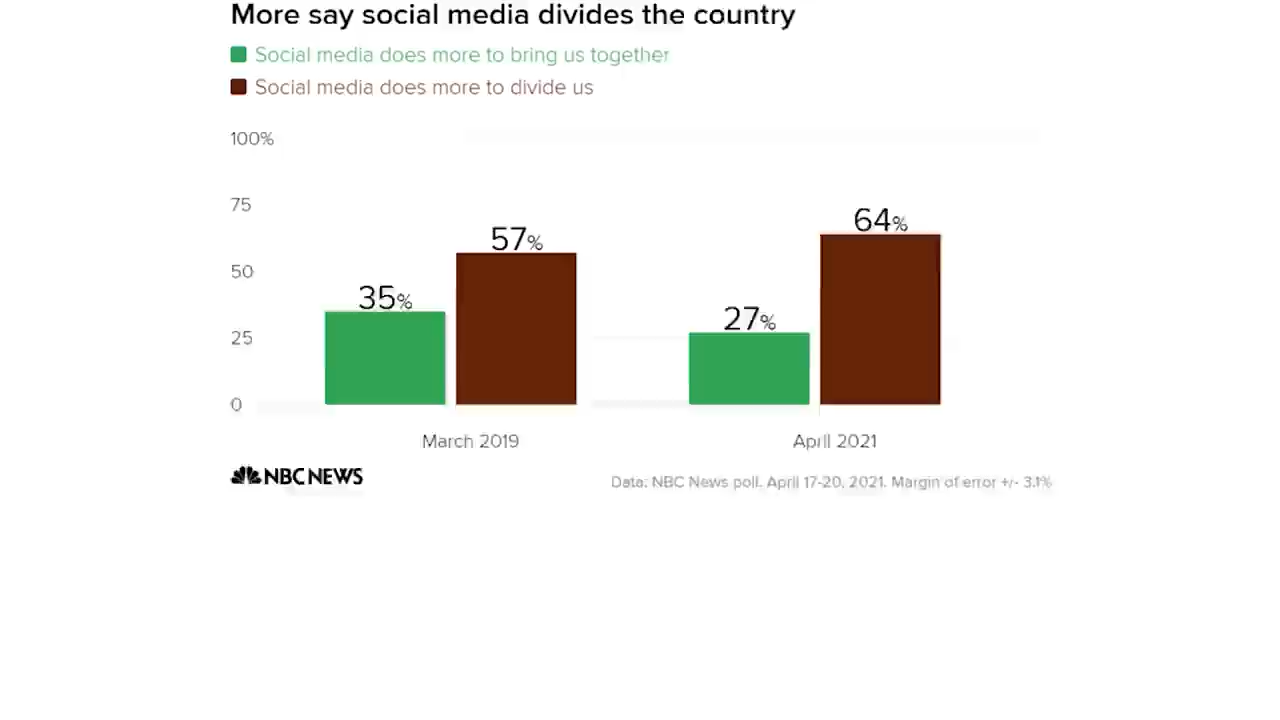 More say social media divides the country
Social media does more to bring us together
Social media does more to divide us
100%
75
50
25
0
35%
57%
27%
64%
March 2019
April 2021
NBC NEWS
Data: NBC News poll. April 17-20, 2021. Margin of error +/- 3.1%